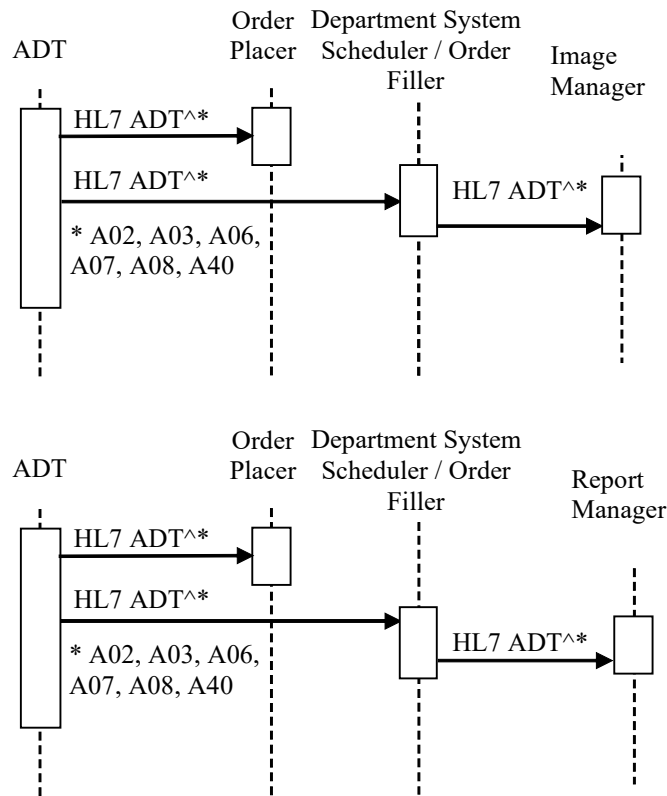 ADT
Order
Placer
Department System
Scheduler / Order
Filler
Image
Manager
HL7 ADT^*
HL7 ADT^*
HL7 ADT^*
* A02, A03, A06,
A07, A08, A40
ADT
Order
Placer
Department System
Scheduler / Order
Filler
Report
Manager
HL7 ADT^*
HL7 ADT^*
HL7 ADT^*
* A02, A03, A06,
A07, A08, A40